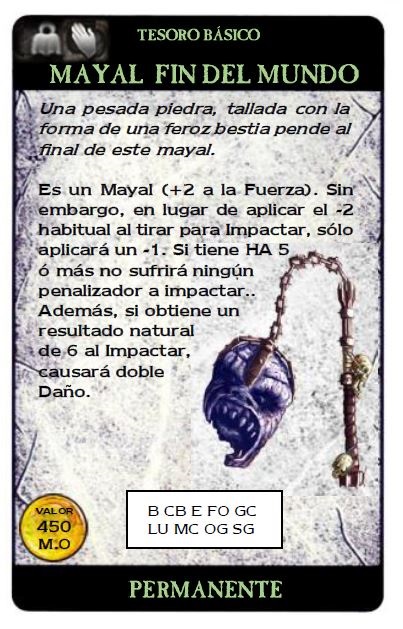 TESORO BÁSICO
MAYAL FIN DEL MUNDO
Una pesada piedra, tallada con la
forma de una feroz bestia pende al
final de este mayal.
Es un Mayal (+2 a la Fuerza). Sin
embargo, en lugar de aplicar el -2
habitual al tirar para Impactar, sólo
aplicará un -1. Si tiene HA 5
ó más no sufrirá ningún
penalizador a impactar..
Además, si obtiene un
resultado natural
de 6 al Impactar,
causará doble
Daño.
VALOR
450
M.O
B CB E FO GC
LU MC OG SG
PERMANENTE